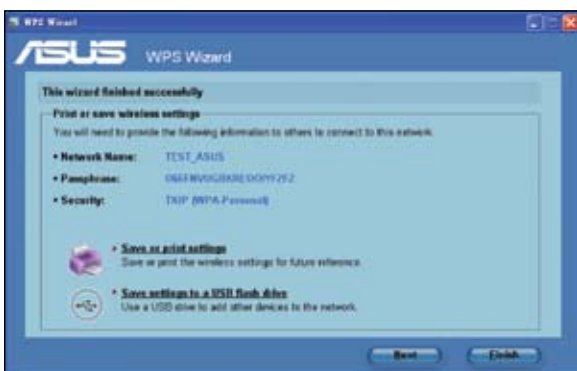 WPS Wizard
ASUS WPS Wizard
This wizard finished successfully
Print or save wireless settings
You will need to provide the following information to others to connect to this network.
• Network Name: TEST_ASUS
• Passphrase:
• Security: TKIP (WPA-Personal)
• Save or print settings
Save or print the wireless settings for future reference.
• Save settings to a USB flash drive
Use a USB drive to add other devices to the network.
Next Finish